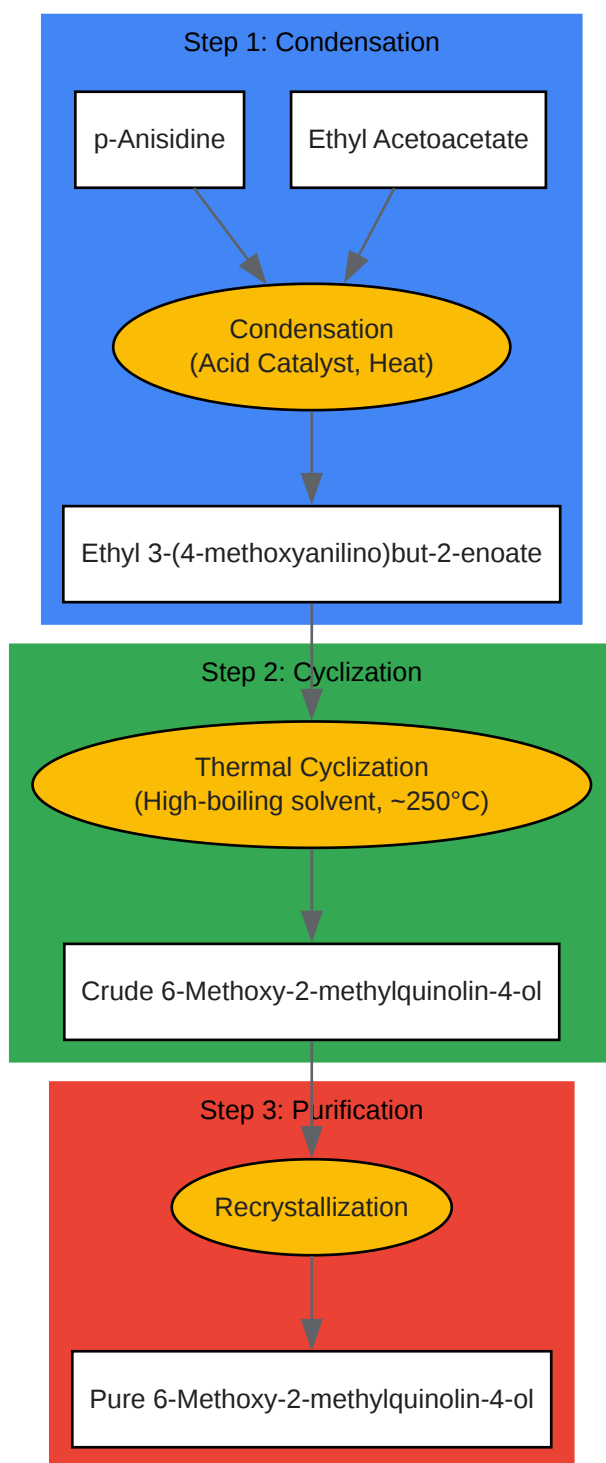 Step 1: Condensation
p-Anisidine
Ethyl Acetoacetate
Condensation
(Acid Catalyst, Heat)
Ethyl 3-(4-methoxyanilino)but-2-enoate
Step 2: Cyclization
Thermal Cyclization
(High-boiling solvent, ~250°C)
Crude 6-Methoxy-2-methylquinolin-4-ol
Step 3: Purification
Recrystallization
Pure 6-Methoxy-2-methylquinolin-4-ol